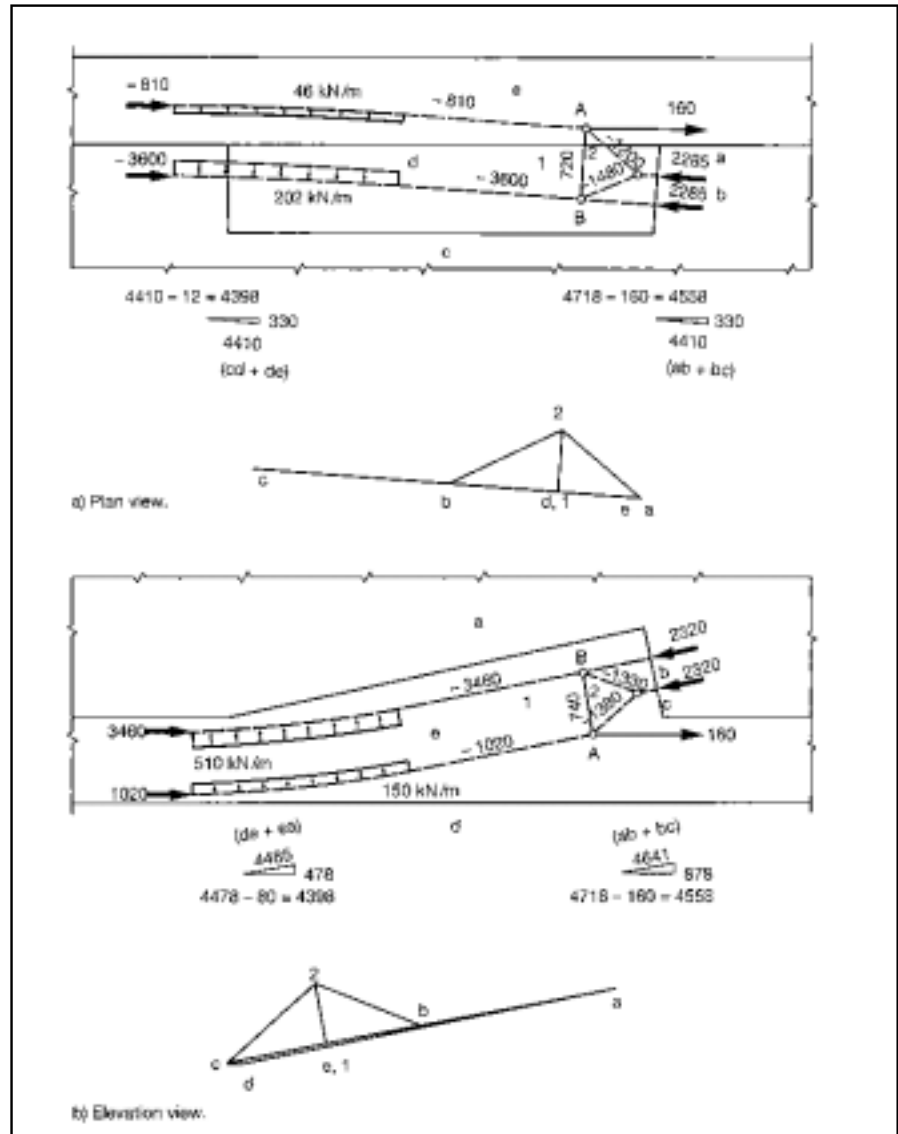 e
– 810
46 kN/m
– 810
A
160
– 3600
d
1
720
2
–1480
2285 a
– 3600
2285 b
202 kN/m
B
c
4410 – 12 = 4398
4718 – 160 = 4558
330
330
4410
4410
(cd + de)
(ab + bc)
2
c
b
d, 1
e a
a) Plan view.
a
2320
B
– 3460
–1330
b
2320
2
1
740
1380
c
3460
e
160
– 1020
A
510 kN/m
1020
150 kN/m
d
(de + ea)
(ab + bc)
4465
478
4641
878
4478 – 80 = 4398
4718 – 160 = 4558
2
b
a
c
e, 1
d
b) Elevation view.